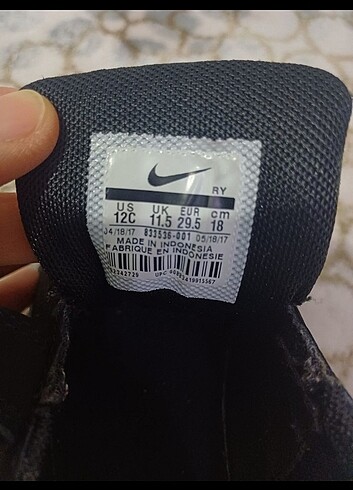 RY
US UK EUR cm
12C 11.5 29.5 18
04/18/17 833536-001 05/18/17
MADE IN INDONESIA
FABRIQUE EN INDONESIE
UPC